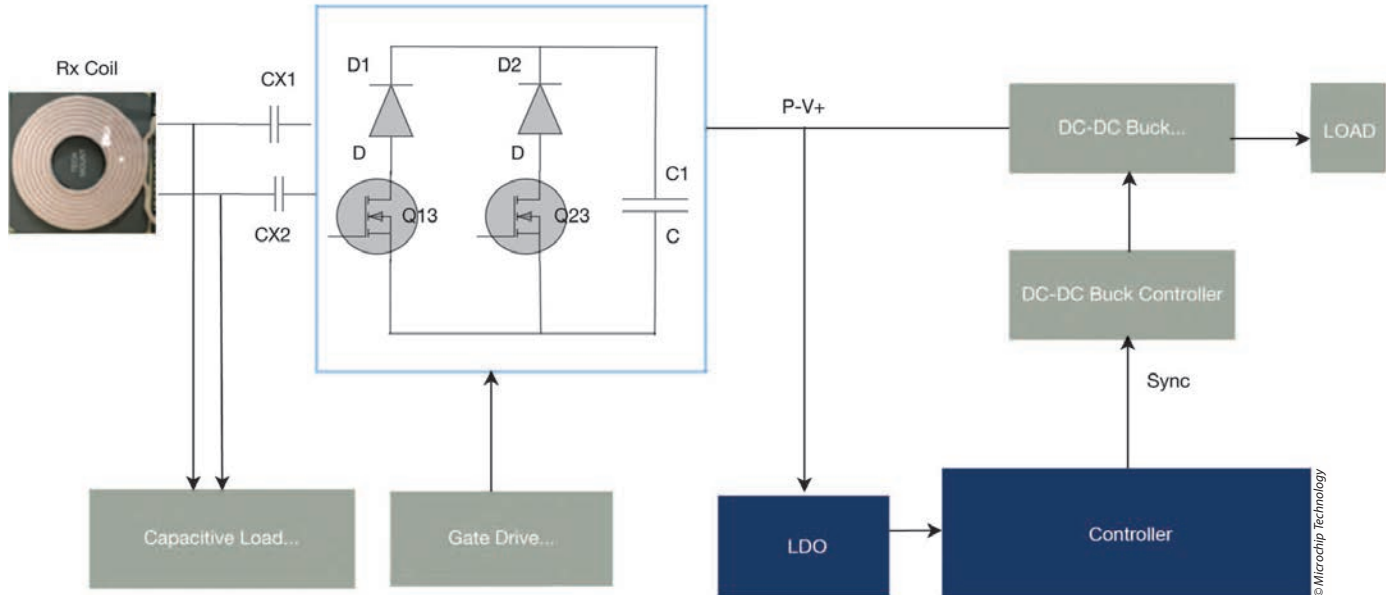 Rx Coil
CX1
CX2
D1
D
Q13
D2
D
Q23
C1
C
P-V+
DC-DC Buck...
LOAD
DC-DC Buck Controller
Sync
Capacitive Load...
Gate Drive...
LDO
Controller
© Microchip Technology